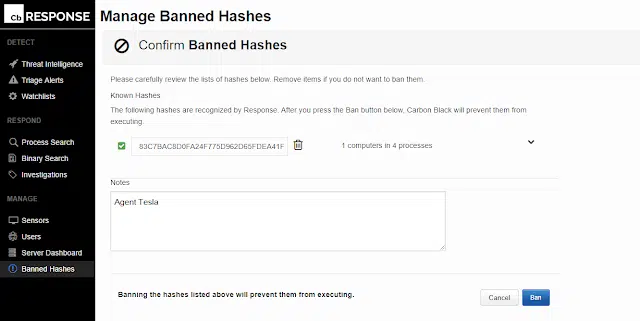 Cb RESPONSE
DETECT
Threat Intelligence
Triage Alerts
Watchlists
RESPOND
Process Search
Binary Search
Investigations
MANAGE
Sensors
Users
Server Dashboard
Banned Hashes
Manage Banned Hashes
Confirm Banned Hashes
Please carefully review the lists of hashes below. Remove items if you do not want to ban them.
Known Hashes
The following hashes are recognized by Response. After you press the Ban button below, Carbon Black will prevent them from
executing.
83C7BAC8D0FA24F775D962D65FDEA41F
1 computers in 4 processes
Notes
Agent Tesla
Banning the hashes listed above will prevent them from executing.
Cancel
Ban